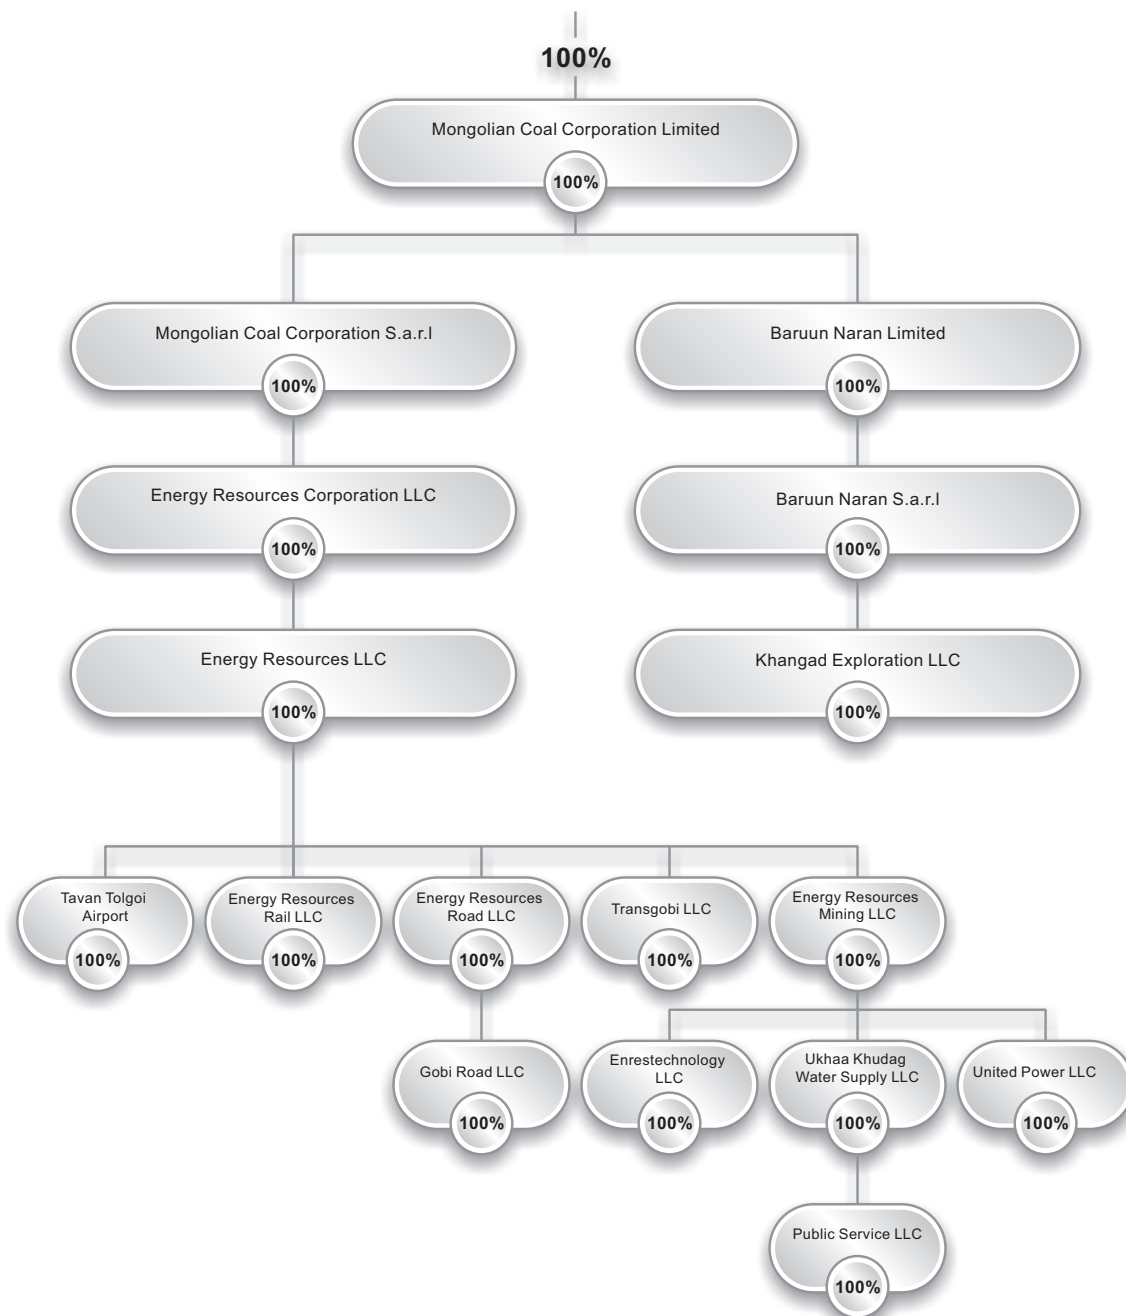 100%
Mongolian Coal Corporation Limited
100%
Mongolian Coal Corporation S.a.r.l
100%
Baruun Naran Limited
100%
Energy Resources Corporation LLC
100%
Baruun Naran S.a.r.l
100%
Energy Resources LLC
100%
Khangad Exploration LLC
100%
Tavan Tolgoi
Airport
100%
Energy Resources
Rail LLC
100%
Energy Resources
Road LLC
100%
Transgobi LLC
100%
Energy Resources
Mining LLC
100%
Gobi Road LLC
100%
Enrestechnology
LLC
100%
Ukhaa Khudag
Water Supply LLC
100%
United Power LLC
100%
Public Service LLC
100%